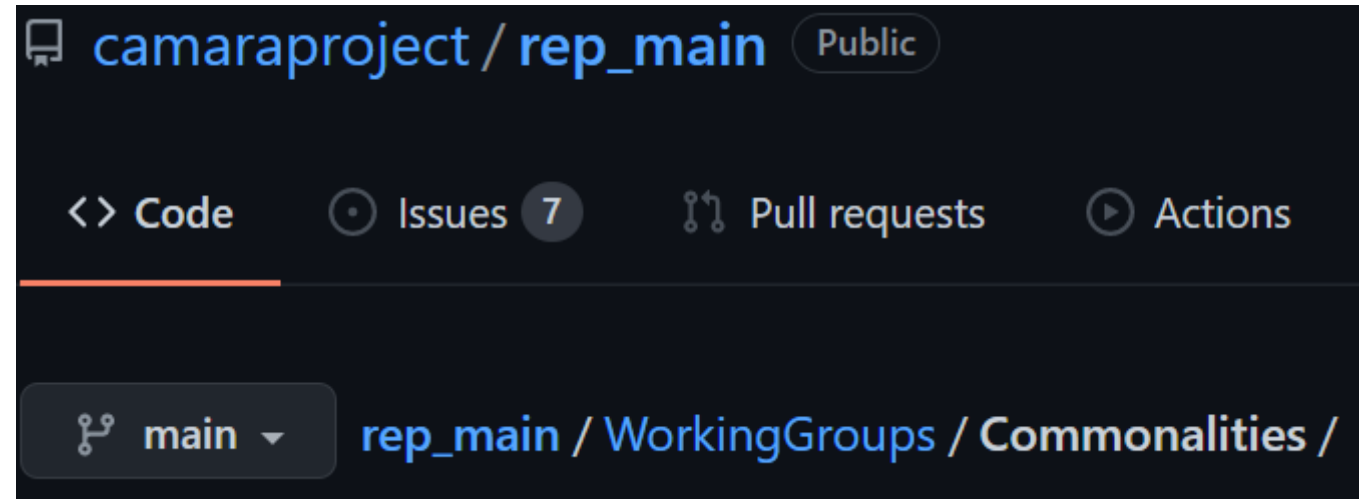 camaraproject / rep_main Public
<> Code Issues 7 Pull requests Actions
main rep_main / WorkingGroups / Commonalities /